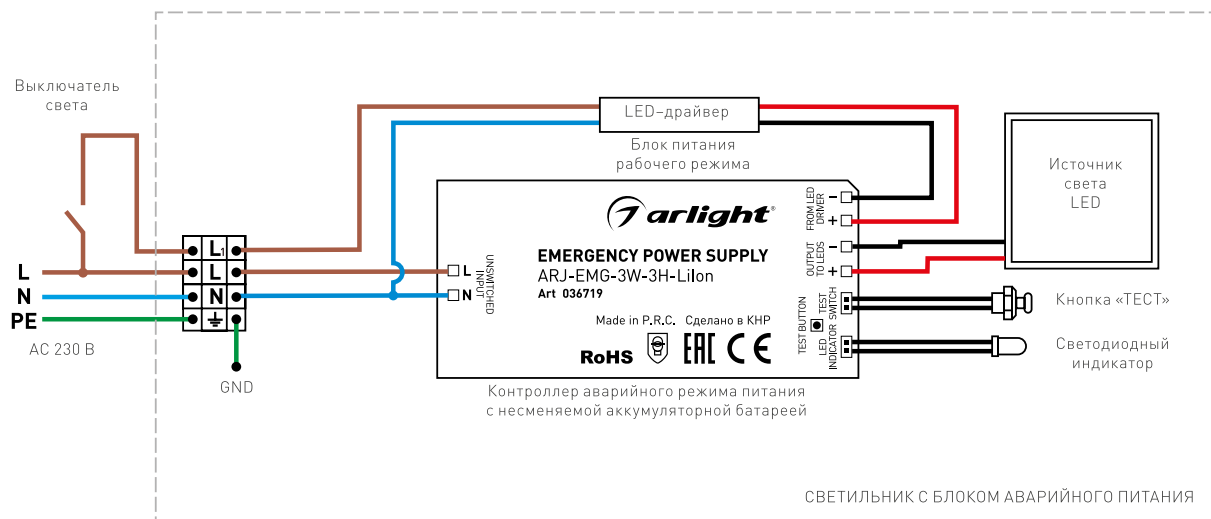 Выключатель
света
LED-драйвер
Блок питания
рабочего режима
Источник
света
LED
arlight®
EMERGENCY POWER SUPPLY
ARJ-EMG-3W-3H-LiIon
Art 036719
Made in P.R.C. Сделано в КНР
RoHS EAC CE
UNSWITCHED
INPUT
L
N
FROM LED
DRIVER
−
+
OUTPUT
TO LEDS
−
+
TEST
SWITCH
TEST BUTTON
LED
INDICATOR
L1
L
N
L
N
PE
AC 230 В
GND
Кнопка «ТЕСТ»
Светодиодный
индикатор
Контроллер аварийного режима питания
с несменяемой аккумуляторной батареей
СВЕТИЛЬНИК С БЛОКОМ АВАРИЙНОГО ПИТАНИЯ